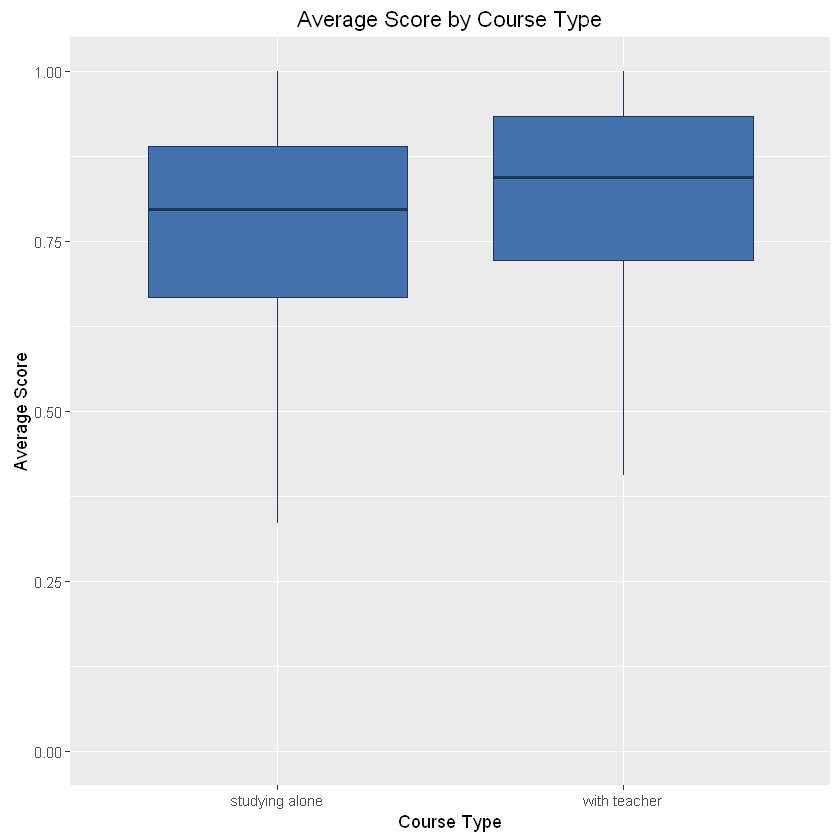 Average Score by Course Type
Average Score
1.00
0.75
0.50
0.25
0.00
studying alone
with teacher
Course Type